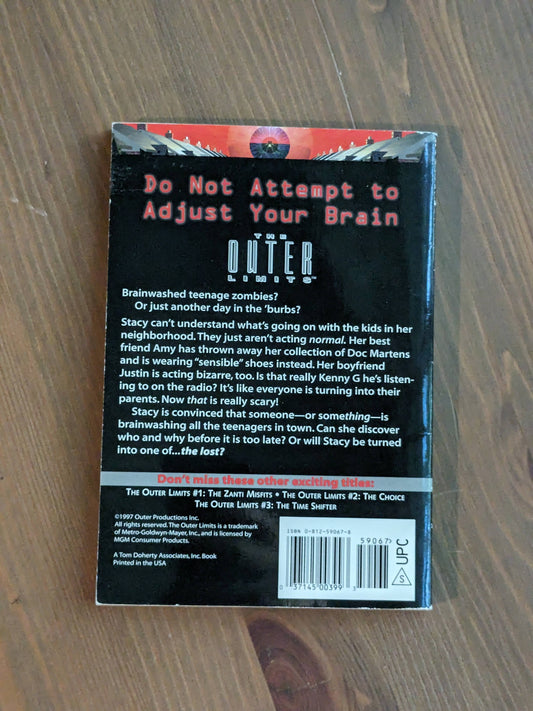 Do Not Attempt to
Adjust Your Brain
THE
OUTER
LIMITS™
Brainwashed teenage zombies?
Or just another day in the 'burbs?
Stacy can't understand what's going on with the kids in her
neighborhood. They just aren't acting normal. Her best
friend Amy has thrown away her collection of Doc Martens
and is wearing "sensible" shoes instead. Her boyfriend
Justin is acting bizarre, too. Is that really Kenny G he's listen-
ing to on the radio? It's like everyone is turning into their
parents. Now that is really scary!
Stacy is convinced that someone—or something—is
brainwashing all the teenagers in town. Can she discover
who and why before it is too late? Or will Stacy be turned
into one of...the lost?
Don't miss these other exciting titles:
The Outer Limits #1: The Zanti Misfits • The Outer Limits #2: The Choice
The Outer Limits #3: The Time Shifter
©1997 Outer Productions Inc.
All rights reserved. The Outer Limits is a trademark
of Metro-Goldwyn-Mayer, Inc., and is licensed by
MGM Consumer Products.
A Tom Doherty Associates, Inc. Book
Printed in the USA
ISBN 0-812-59067-8
59067>
0 37145 00399 3
S UPC